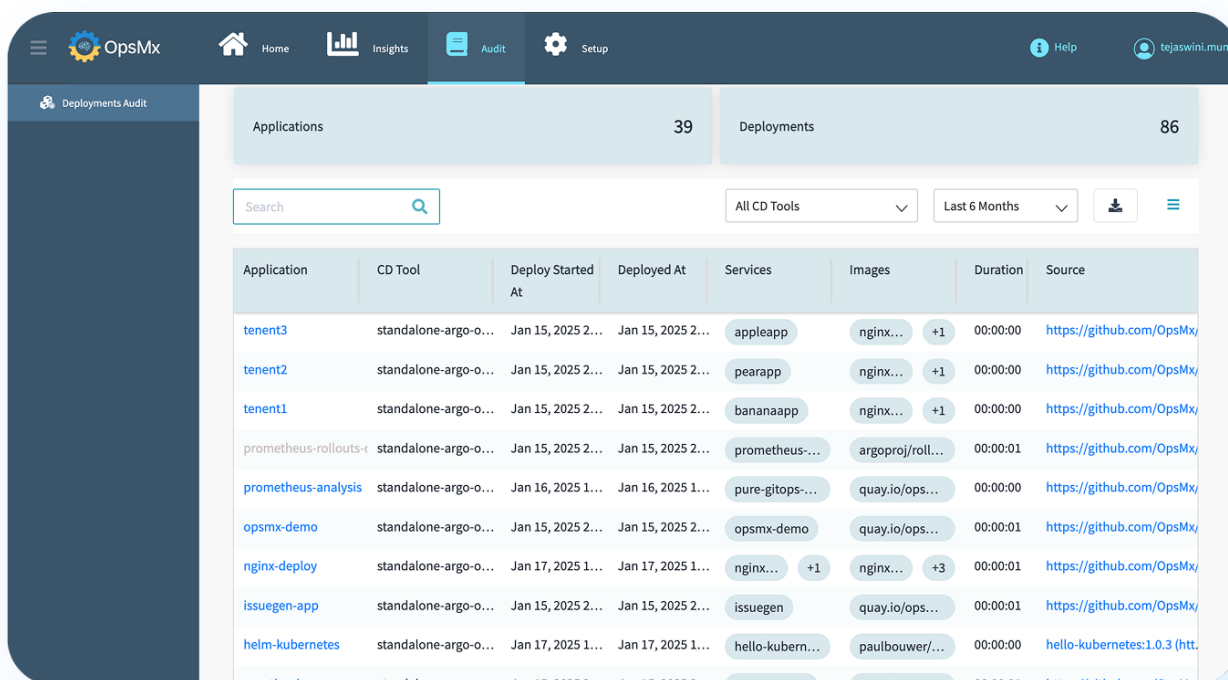 OpsMx Home Insights Audit Setup Help tejaswini.mun
Deployments Audit
Applications 39 Deployments 86
Search All CD Tools Last 6 Months
Application CD Tool Deploy Started At Deployed At Services Images Duration Source
tenent3 standalone-argo-o... Jan 15, 2025 2... Jan 15, 2025 2... appleapp nginx... +1 00:00:00 https://github.com/OpsMx/
tenent2 standalone-argo-o... Jan 15, 2025 2... Jan 15, 2025 2... pearapp nginx... +1 00:00:00 https://github.com/OpsMx/
tenent1 standalone-argo-o... Jan 15, 2025 2... Jan 15, 2025 2... bananaapp nginx... +1 00:00:00 https://github.com/OpsMx/
prometheus-rollouts- standalone-argo-o... Jan 15, 2025 2... Jan 15, 2025 2... prometheus-... argoproj/roll... 00:00:01 https://github.com/OpsMx/
prometheus-analysis standalone-argo-o... Jan 16, 2025 1... Jan 16, 2025 1... pure-gitops-... quay.io/ops... 00:00:00 https://github.com/OpsMx/
opsmx-demo standalone-argo-o... Jan 15, 2025 2... Jan 15, 2025 2... opsmx-demo quay.io/ops... 00:00:01 https://github.com/OpsMx/
nginx-deploy standalone-argo-o... Jan 17, 2025 1... Jan 17, 2025 1... nginx... +1 nginx... +3 00:00:01 https://github.com/OpsMx/
issuegen-app standalone-argo-o... Jan 15, 2025 2... Jan 15, 2025 2... issuegen quay.io/ops... 00:00:01 https://github.com/OpsMx/
helm-kubernetes standalone-argo-o... Jan 17, 2025 1... Jan 17, 2025 1... hello-kubern... paulbouwer/... 00:00:00 hello-kubernetes:1.0.3 (htt.